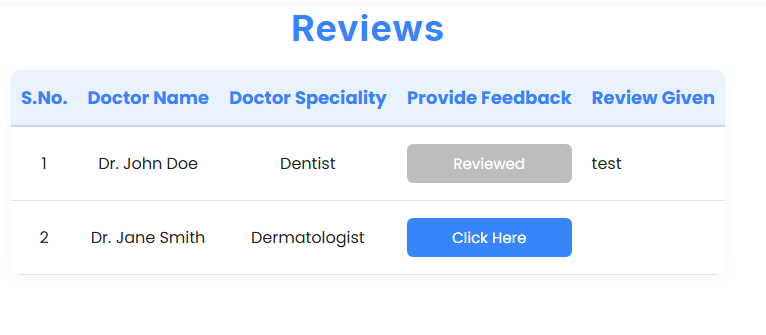 Reviews
S.No. Doctor Name Doctor Speciality Provide Feedback Review Given
1 Dr. John Doe Dentist Reviewed test
2 Dr. Jane Smith Dermatologist Click Here